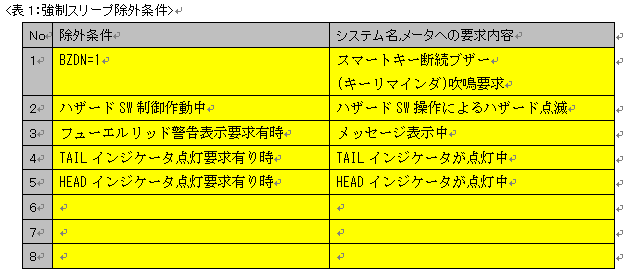 <表1:強制スリープ除外条件>
No 除外条件 システム名,メータへの要求内容
1 BZDN=1 スマートキー断続ブザー
(キーリマインダ)吹鳴要求
2 ハザードSW制御作動中 ハザードSW操作によるハザード点滅
3 フューエルリッド警告表示要求有時 メッセージ表示中
4 TAILインジケータ点灯要求有り時 TAILインジケータが点灯中
5 HEADインジケータ点灯要求有り時 HEADインジケータが点灯中
6
7
8